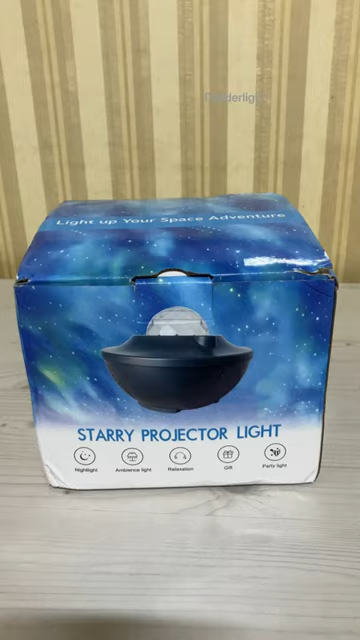 Light up Your Space Adventure
STARRY PROJECTOR LIGHT
Nightlight
Ambience light
Relaxation
Gift
Party light